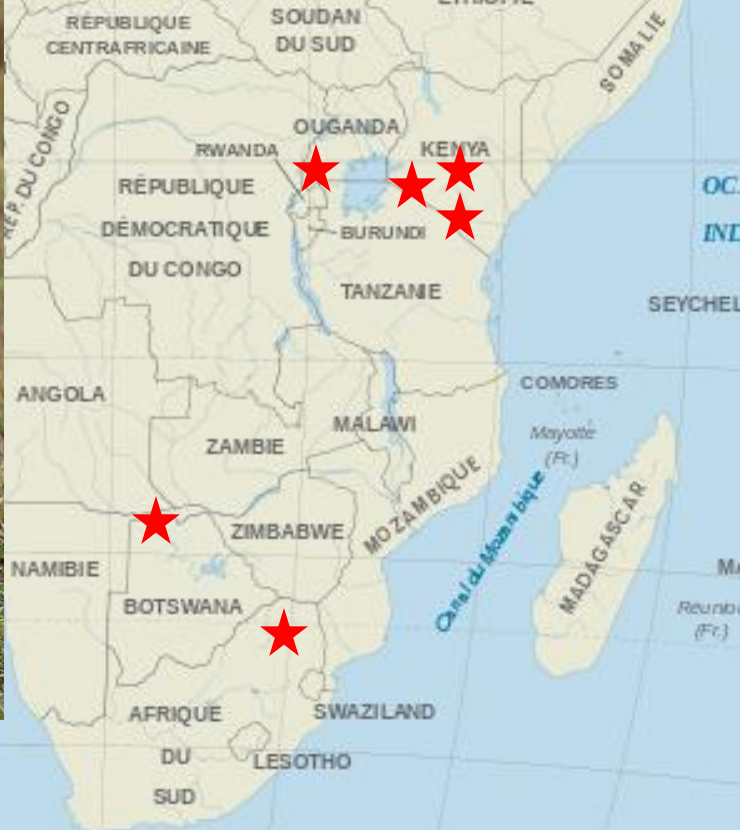 SOUDAN
DU SUD
RÉPUBLIQUE
CENTRAFRICAINE
SOMALIE
RÉP. DU CONGO
OUGANDA
RWANDA
KENYA
RÉPUBLIQUE
DÉMOCRATIQUE
DU CONGO
BURUNDI
TANZANIE
SEYCHEL
ANGOLA
COMORES
MALAWI
Mayotte
(Fr.)
ZAMBIE
MOZAMBIQUE
Canal du Mozambique
MADAGASCAR
ZIMBABWE
NAMIBIE
BOTSWANA
Réunio
(Fr.)
AFRIQUE
DU
SUD
SWAZILAND
LESOTHO